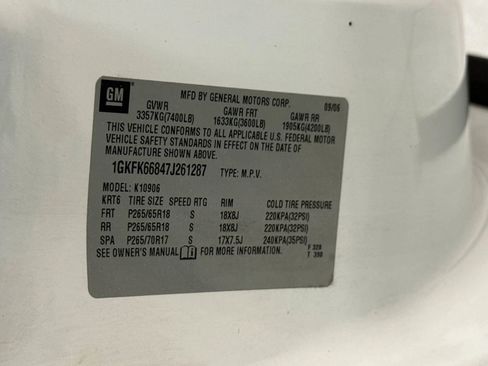 GM
MFD BY GENERAL MOTORS CORP. 09/06
GVWR GAWR FRT GAWR RR
3357KG(7400LB) 1633KG(3600LB) 1905KG(4200LB)
THIS VEHICLE CONFORMS TO ALL APPLICABLE U.S. FEDERAL MOTOR
VEHICLE SAFETY STANDARDS IN EFFECT ON THE DATE OF
MANUFACTURE SHOWN ABOVE.
1GKFK66847J261287 TYPE: M.P.V.
MODEL: K10906
KRT6 TIRE SIZE SPEED RTG RIM COLD TIRE PRESSURE
FRT P265/65R18 S 18X8J 220KPA(32PSI)
RR P265/65R18 S 18X8J 220KPA(32PSI)
SPA P265/70R17 S 17X7.5J 240KPA(35PSI)
SEE OWNER'S MANUAL FOR MORE INFORMATION.
F 328
T 390